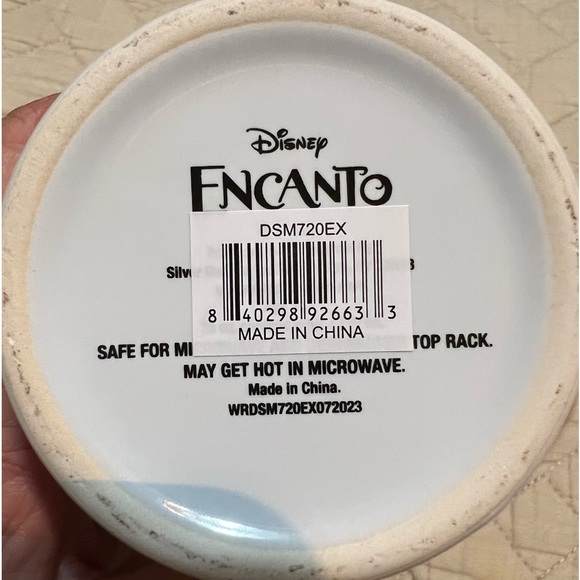 Disney
ENCANTO
DSM720EX
Silver
8 40298 92663 3
MADE IN CHINA
SAFE FOR TOP RACK.
MAY GET HOT IN MICROWAVE.
Made in China.
WRDSM720EX072023